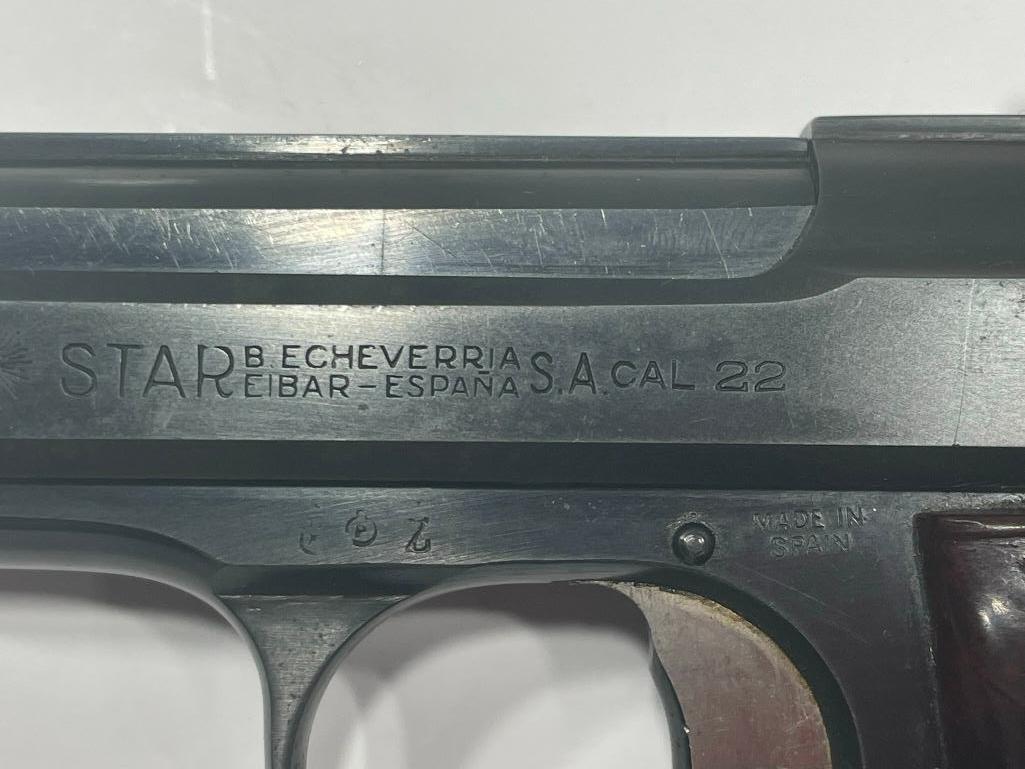 STAR B. ECHEVERRIA S.A. CAL 22
EIBAR - ESPAÑA
MADE IN
SPAIN